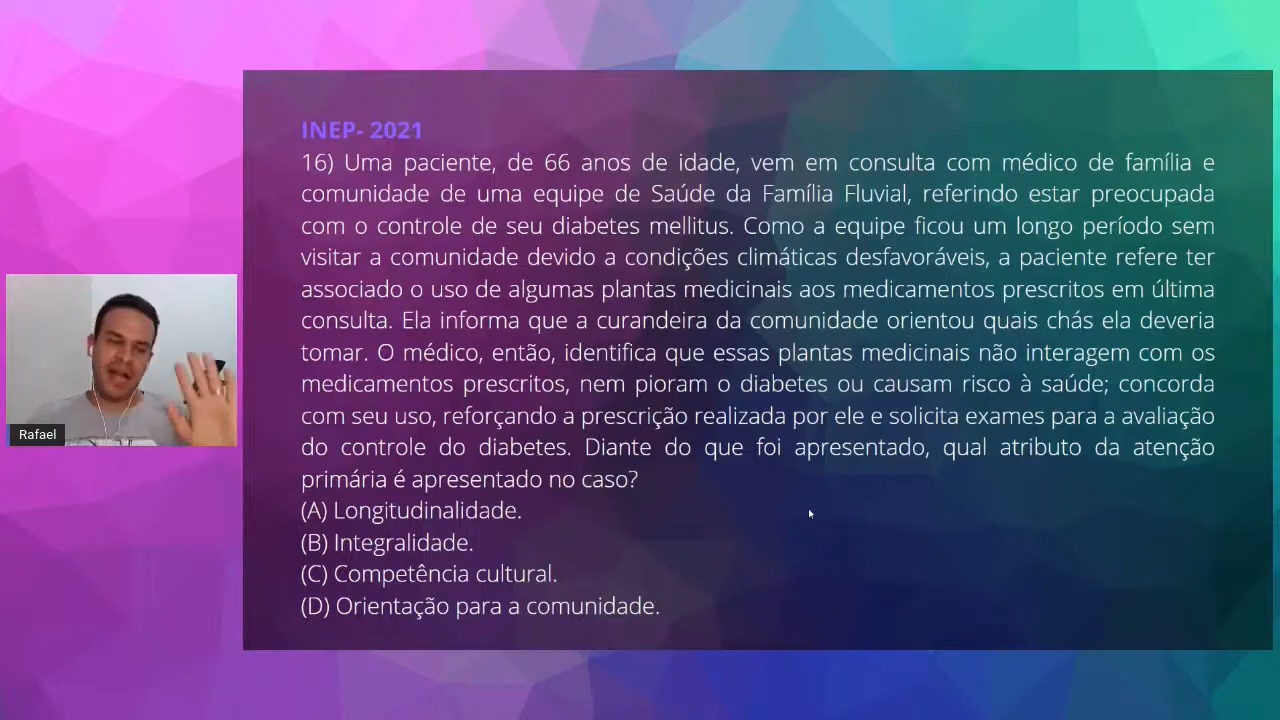 INEP- 2021
16) Uma paciente, de 66 anos de idade, vem em consulta com médico de família e
comunidade de uma equipe de Saúde da Família Fluvial, referindo estar preocupada
com o controle de seu diabetes mellitus. Como a equipe ficou um longo período sem
visitar a comunidade devido a condições climáticas desfavoráveis, a paciente refere ter
associado o uso de algumas plantas medicinais aos medicamentos prescritos em última
consulta. Ela informa que a curandeira da comunidade orientou quais chás ela deveria
tomar. O médico, então, identifica que essas plantas medicinais não interagem com os
medicamentos prescritos, nem pioram o diabetes ou causam risco à saúde; concorda
com seu uso, reforçando a prescrição realizada por ele e solicita exames para a avaliação
do controle do diabetes. Diante do que foi apresentado, qual atributo da atenção
primária é apresentado no caso?
(A) Longitudinalidade.
(B) Integralidade.
(C) Competência cultural.
(D) Orientação para a comunidade.
Rafael